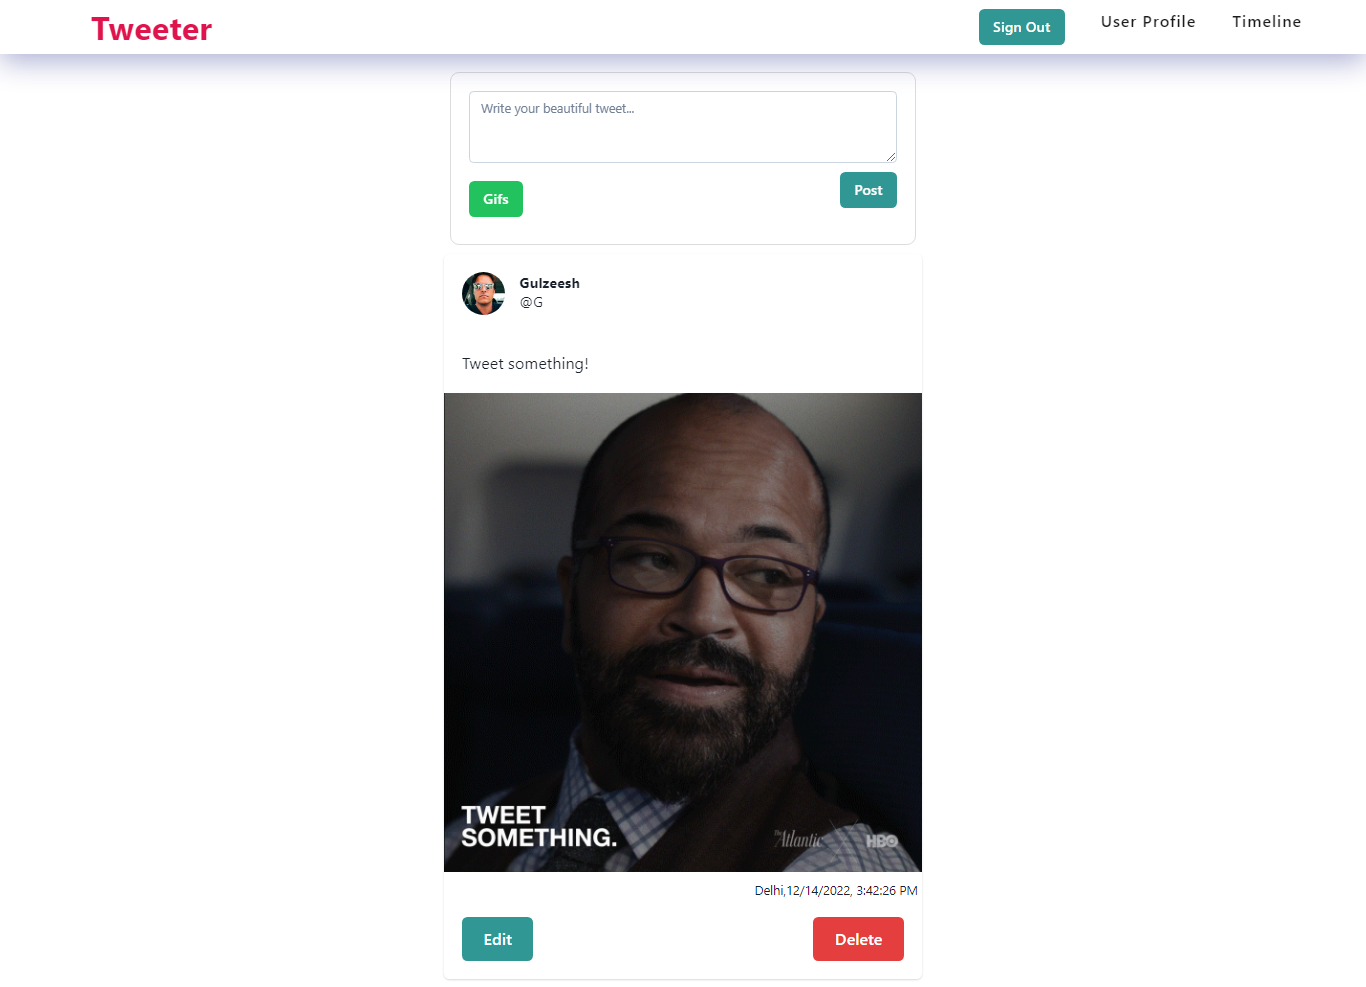 Tweeter
Sign Out User Profile Timeline
Write your beautiful tweet...
Gifs
Post
Gulzeesh
@G
Tweet something!
TWEET
SOMETHING.
the Atlantic
HBO
Delhi,12/14/2022, 3:42:26 PM
Edit
Delete